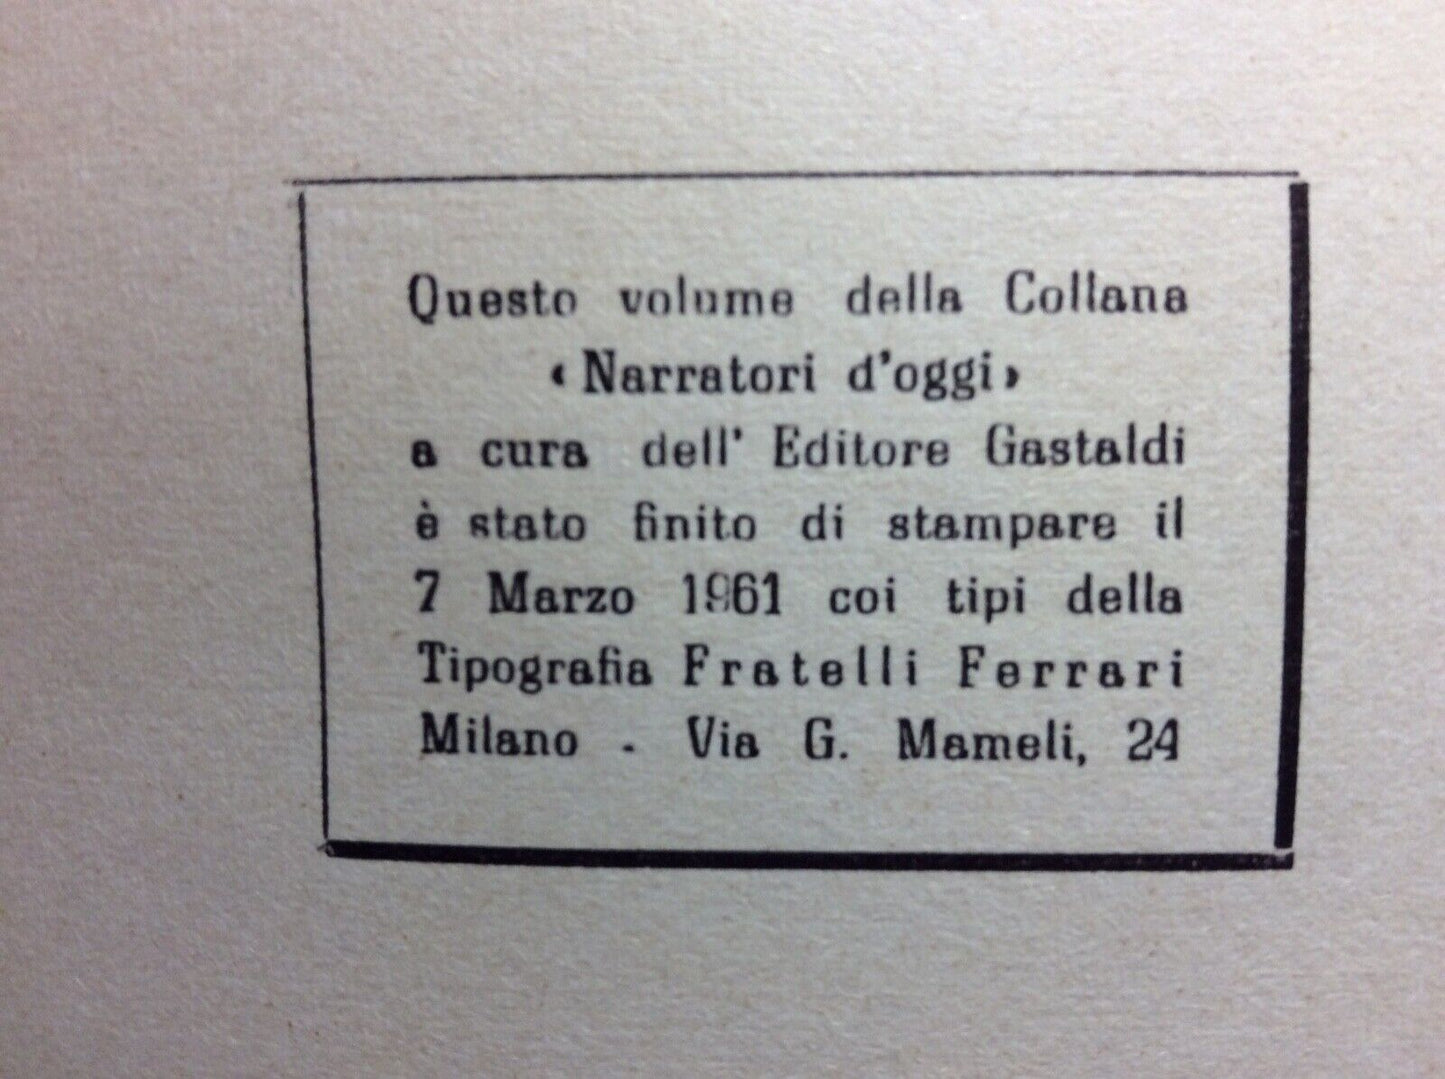 Questo volume della Collana
« Narratori d'oggi »
a cura dell' Editore Gastaldi
è stato finito di stampare il
7 Marzo 1961 coi tipi della
Tipografia Fratelli Ferrari
Milano - Via G. Mameli, 24